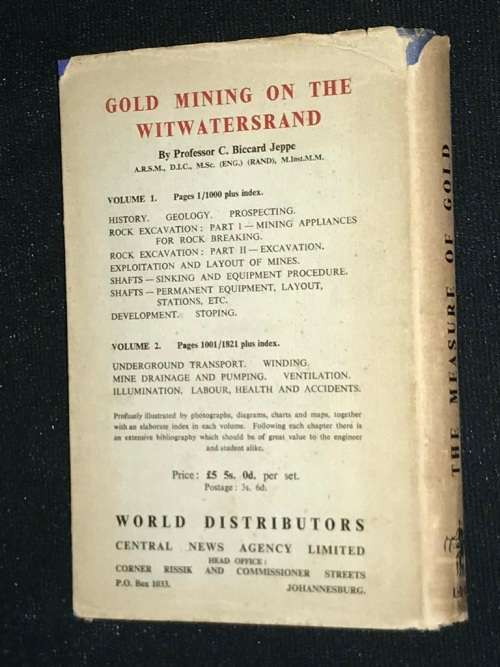 GOLD MINING ON THE
WITWATERSRAND
By Professor C. Biccard Jeppe
A.R.S.M., D.I.C., M.Sc. (ENG.) (RAND), M.Inst.M.M.
VOLUME 1. Pages 1/1000 plus index.
HISTORY. GEOLOGY. PROSPECTING.
ROCK EXCAVATION: PART I — MINING APPLIANCES
FOR ROCK BREAKING.
ROCK EXCAVATION: PART II — EXCAVATION,
EXPLOITATION AND LAYOUT OF MINES.
SHAFTS — SINKING AND EQUIPMENT PROCEDURE.
SHAFTS — PERMANENT EQUIPMENT, LAYOUT,
STATIONS, ETC.
DEVELOPMENT. STOPING.
VOLUME 2. Pages 1001/1821 plus index.
UNDERGROUND TRANSPORT. WINDING.
MINE DRAINAGE AND PUMPING. VENTILATION.
ILLUMINATION. LABOUR, HEALTH AND ACCIDENTS.
Profusely illustrated by photographs, diagrams, charts and maps, together
with an elaborate index in each volume. Following each chapter there is
an extensive bibliography which should be of great value to the engineer
and student alike.
Price: £5 5s. 0d. per set.
Postage: 3s. 6d.
WORLD DISTRIBUTORS
CENTRAL NEWS AGENCY LIMITED
HEAD OFFICE:
CORNER RISSIK AND COMMISSIONER STREETS
P.O. Box 1033. JOHANNESBURG.
THE MEASURE OF GOLD